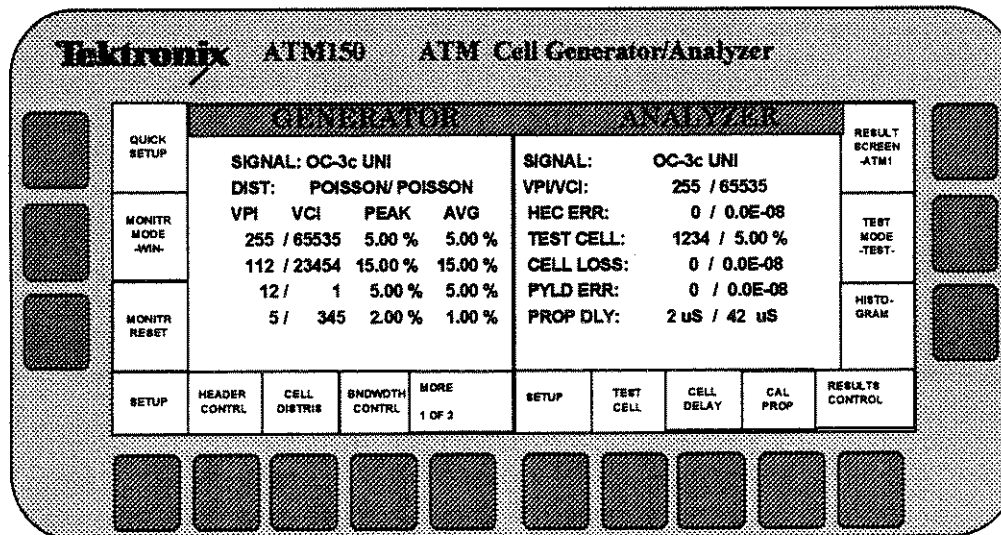 Tektronix ATM150 ATM Cell Generator/Analyzer
GENERATOR ANALYZER
QUICK
SETUP
MONITR
MODE
-WIN-
MONITR
RESET
SIGNAL: OC-3c UNI
DIST: POISSON/ POISSON
VPI VCI PEAK AVG
255 / 65535 5.00 % 5.00 %
112 / 23454 15.00 % 15.00 %
12 / 1 5.00 % 5.00 %
5 / 345 2.00 % 1.00 %
SIGNAL: OC-3c UNI
VPI/VCI: 255 / 65535
HEC ERR: 0 / 0.0E-08
TEST CELL: 1234 / 5.00 %
CELL LOSS: 0 / 0.0E-08
PYLD ERR: 0 / 0.0E-08
PROP DLY: 2 uS / 42 uS
RESULT
SCREEN
-ATM1
TEST
MODE
-TEST-
HISTO-
GRAM
SETUP
HEADER
CONTRL
CELL
DISTRIS
BNDWDTH
CONTRL
MORE
1 OF 2
SETUP
TEST
CELL
CELL
DELAY
CAL
PROP
RESULTS
CONTROL